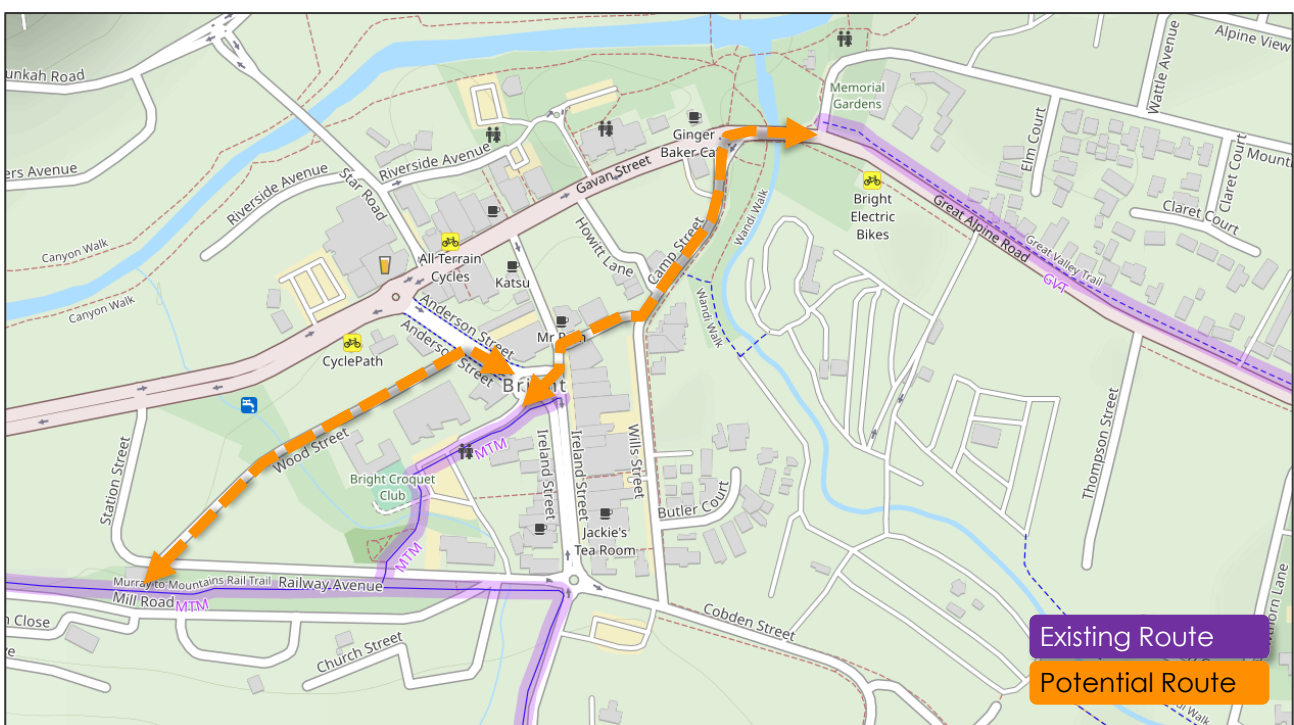 Alpine View
Wattle Avenue
unkah Road
Memorial
Gardens
Elm Court
Claret Court
Ginger
Baker Ca
Riverside Avenue
Gavan Street
ers Avenue
Star Road
Riverside Avenue
Bright
Electric
Bikes
Claret Court
Wandi Walk
Great Alpine Road
Howitt Lane
Camp Street
Canyon Walk
All Terrain
Cycles
Katsu
Great Valley Trail
GVT
Canyon Walk
Wandi Walk
Anderson Street
Anderson Street
CyclePath
Bright
Wood Street
MTM
Ireland Street
Ireland Street
Wills Street
Thompson Street
Station Street
Bright Croquet
Club
Butler Court
Jackie's
Tea Room
MTM
Murray to Mountains Rail Trail
Railway Avenue
Mill Road
MTM
Cobden Street
Church Street
Existing Route
Potential Route